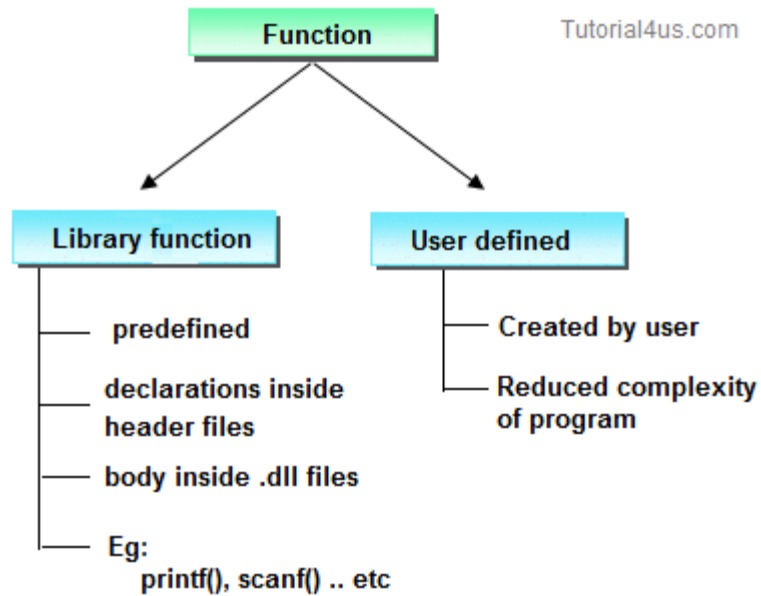 Function
Tutorial4us.com
Library function
predefined
declarations inside
header files
body inside .dll files
Eg:
printf(), scanf() .. etc
User defined
Created by user
Reduced complexity
of program